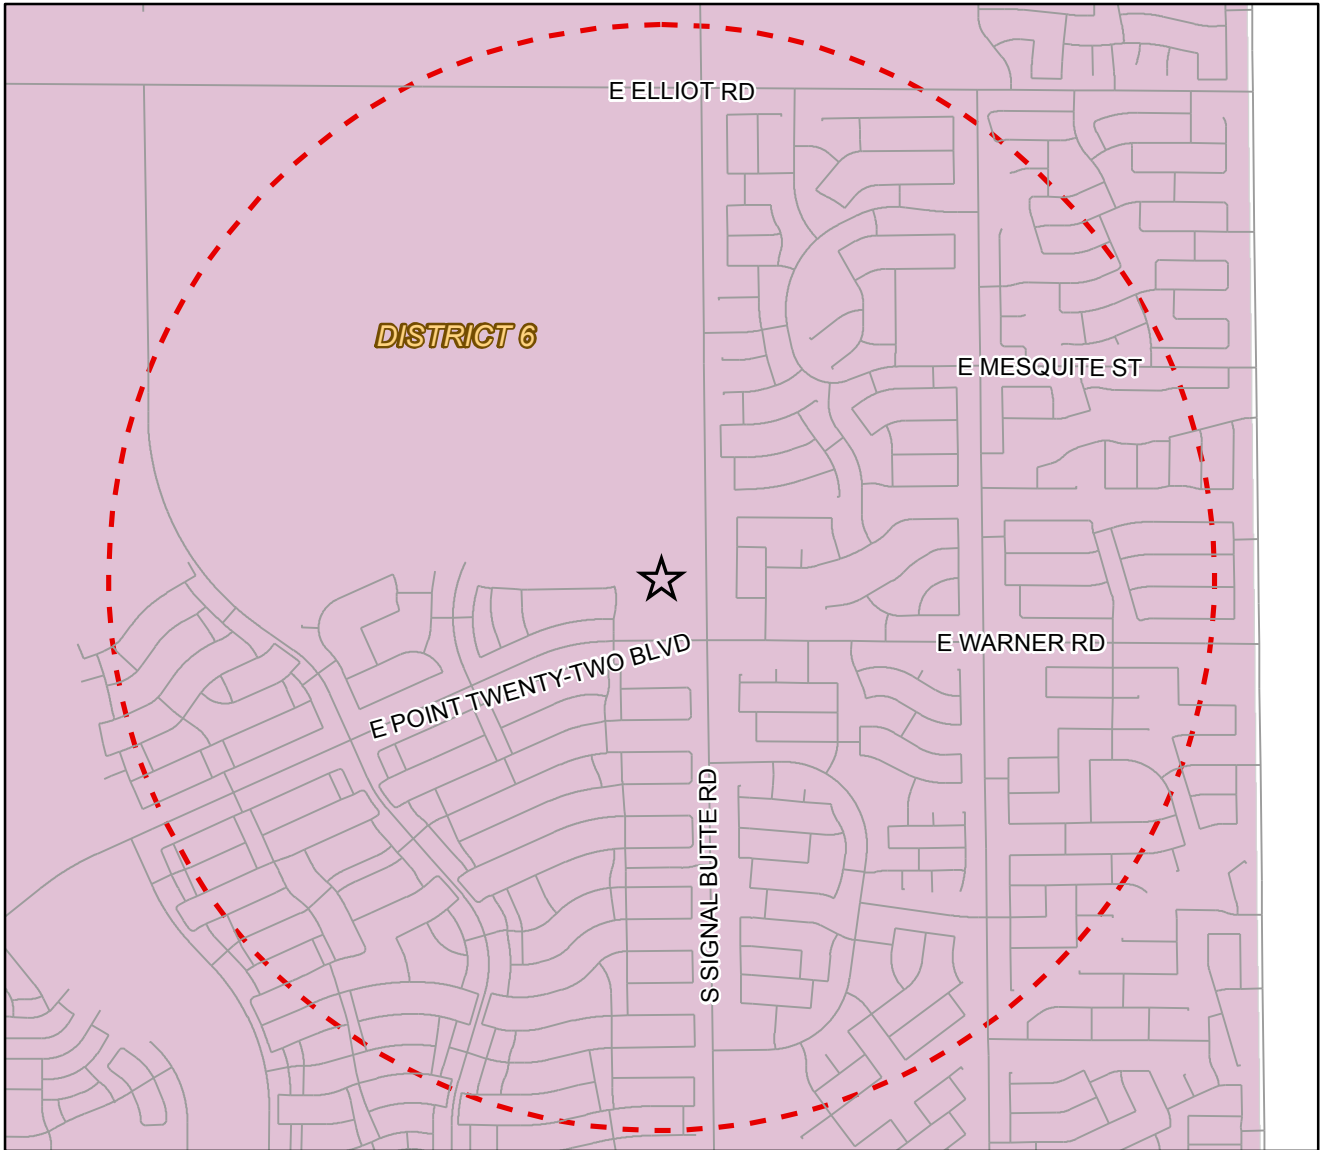 E ELLIOT RD
DISTRICT 6
E MESQUITE ST
E WARNER RD
E POINT TWENTY-TWO BLVD
S SIGNAL BUTTE RD